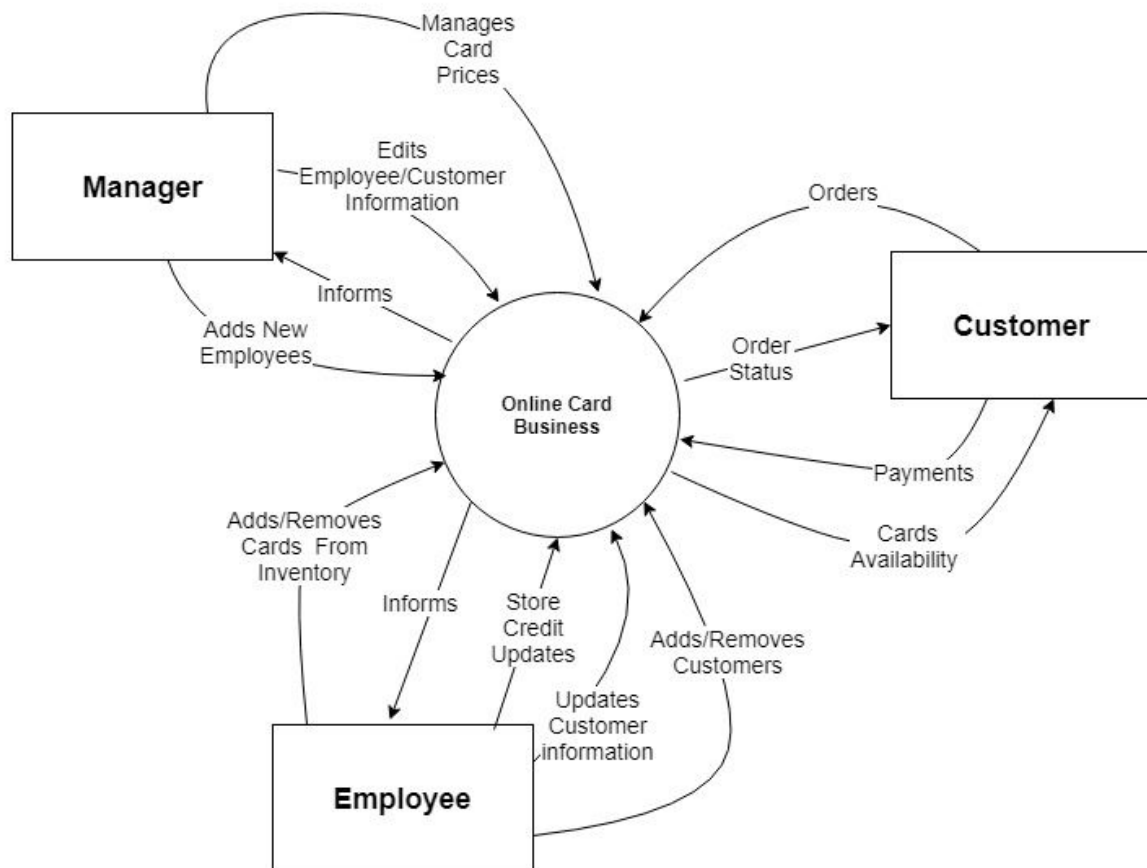 Manages
Card
Prices
Manager
Edits
Employee/Customer
Information
Orders
Informs
Customer
Adds New
Employees
Order
Status
Online Card
Business
Payments
Adds/Removes
Cards From
Inventory
Cards
Availability
Informs
Store
Credit
Updates
Adds/Removes
Customers
Updates
Customer
information
Employee